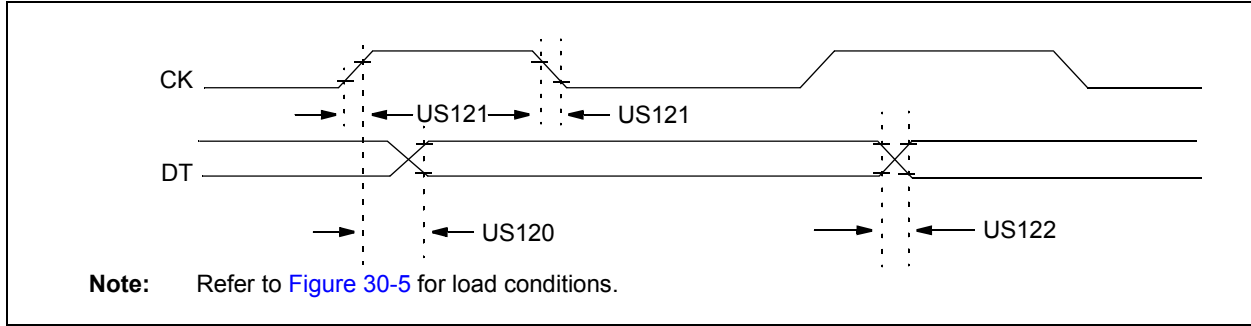 CK
US121 US121
DT
US120 US122
Note: Refer to Figure 30-5 for load conditions.